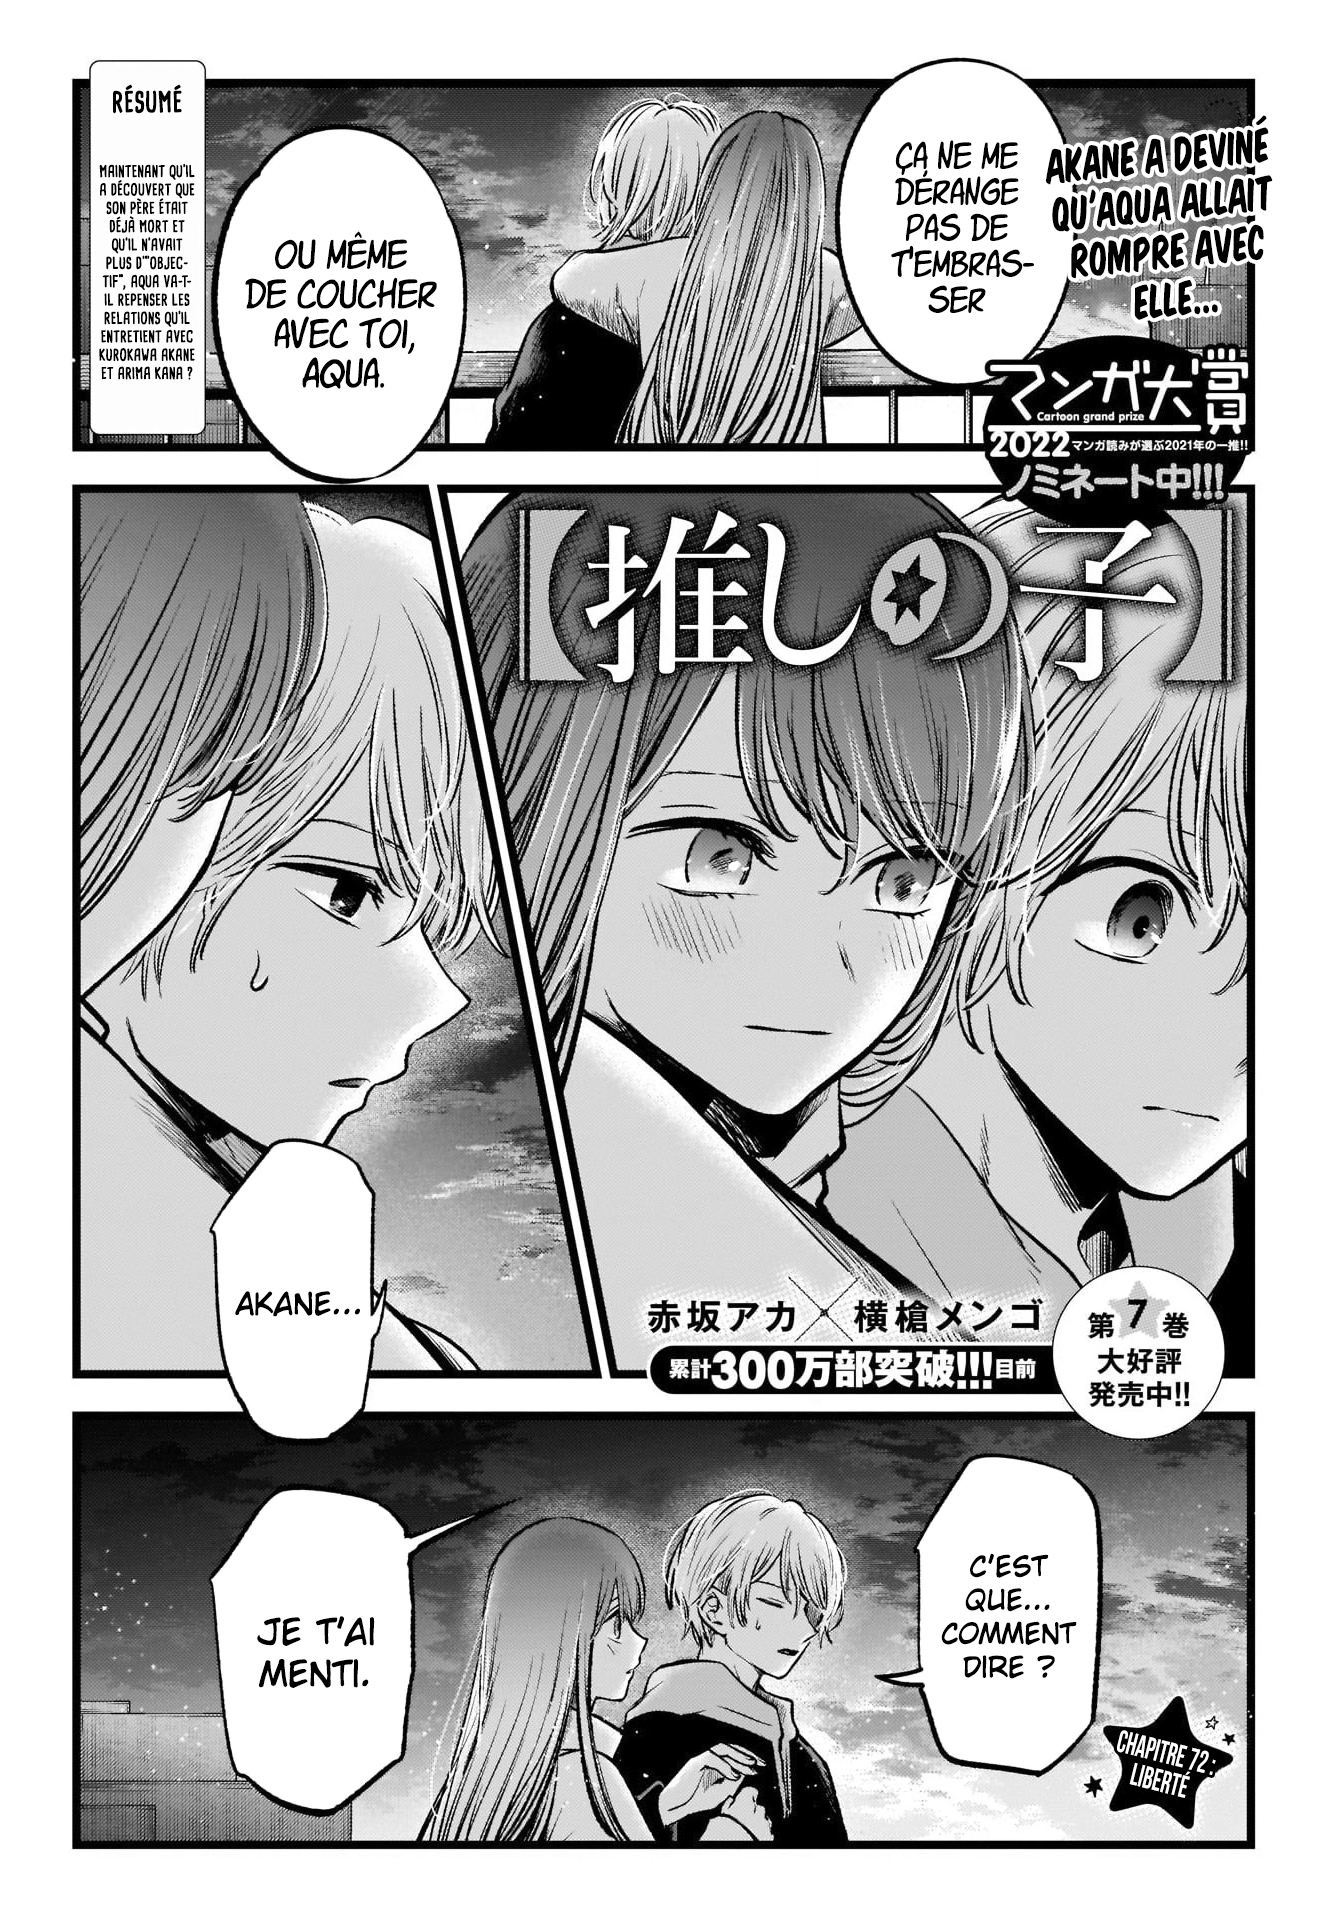 AKANE A DEVINÉ
QU'AQUA ALLAIT
ROMPRE AVEC
ELLE...
ÇA NE ME
DÉRANGE
PAS DE
T'EMBRAS-
SER
OU MÊME
DE COUCHER
AVEC TOI,
AQUA.
RÉSUMÉ
MAINTENANT QU'IL
A DÉCOUVERT QUE
SON PÈRE ÉTAIT
DÉJÀ MORT ET
QU'IL N'AVAIT
PLUS D'"OBJEC-
TIF", AQUA VA-T-
IL REPENSER LES
RELATIONS QU'IL
ENTRETIENT AVEC
KUROKAWA AKANE
ET ARIMA KANA ?
マンガ大賞
Cartoon grand prize
2022 マンガ読みが選ぶ2021年の一推!!
ノミネート中!!!
【推しの子】
AKANE...
赤坂アカ×横槍メンゴ
累計300万部突破!!!目前
第7巻
大好評
発売中!!
C'EST
QUE...
COMMENT
DIRE ?
JE T'AI
MENTI.
CHAPITRE 72 :
LIBERTÉ